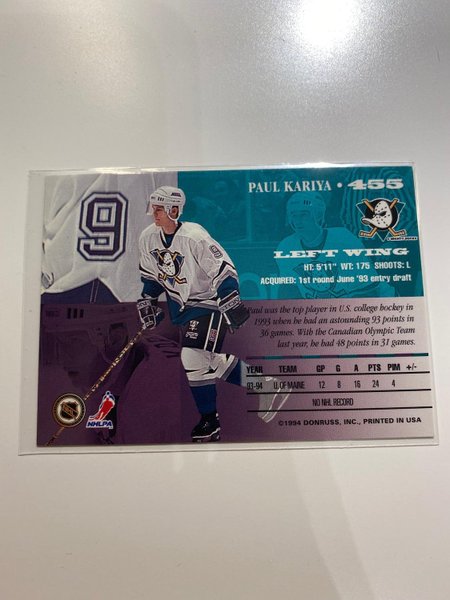 PAUL KARIYA • 455
9
LEFT WING
HT: 5'11" WT: 175 SHOOTS: L
ACQUIRED: 1st round June '93 entry draft
Paul was the top player in U.S. college hockey in
1993 when he had an astounding 93 points in
36 games. With the Canadian Olympic Team
last year, he had 48 points in 31 games.
YEAR TEAM GP G A PTS PIM +/-
93-94 U. OF MAINE 12 8 16 24 4
NO NHL RECORD
NHL
NHLPA
©1994 DONRUSS, INC., PRINTED IN USA